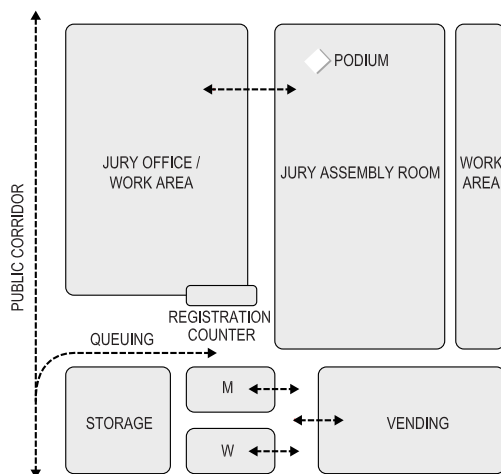 PODIUM
JURY OFFICE /
WORK AREA
JURY ASSEMBLY ROOM
WORK
AREA
PUBLIC CORRIDOR
REGISTRATION
COUNTER
QUEUING
STORAGE
M
W
VENDING